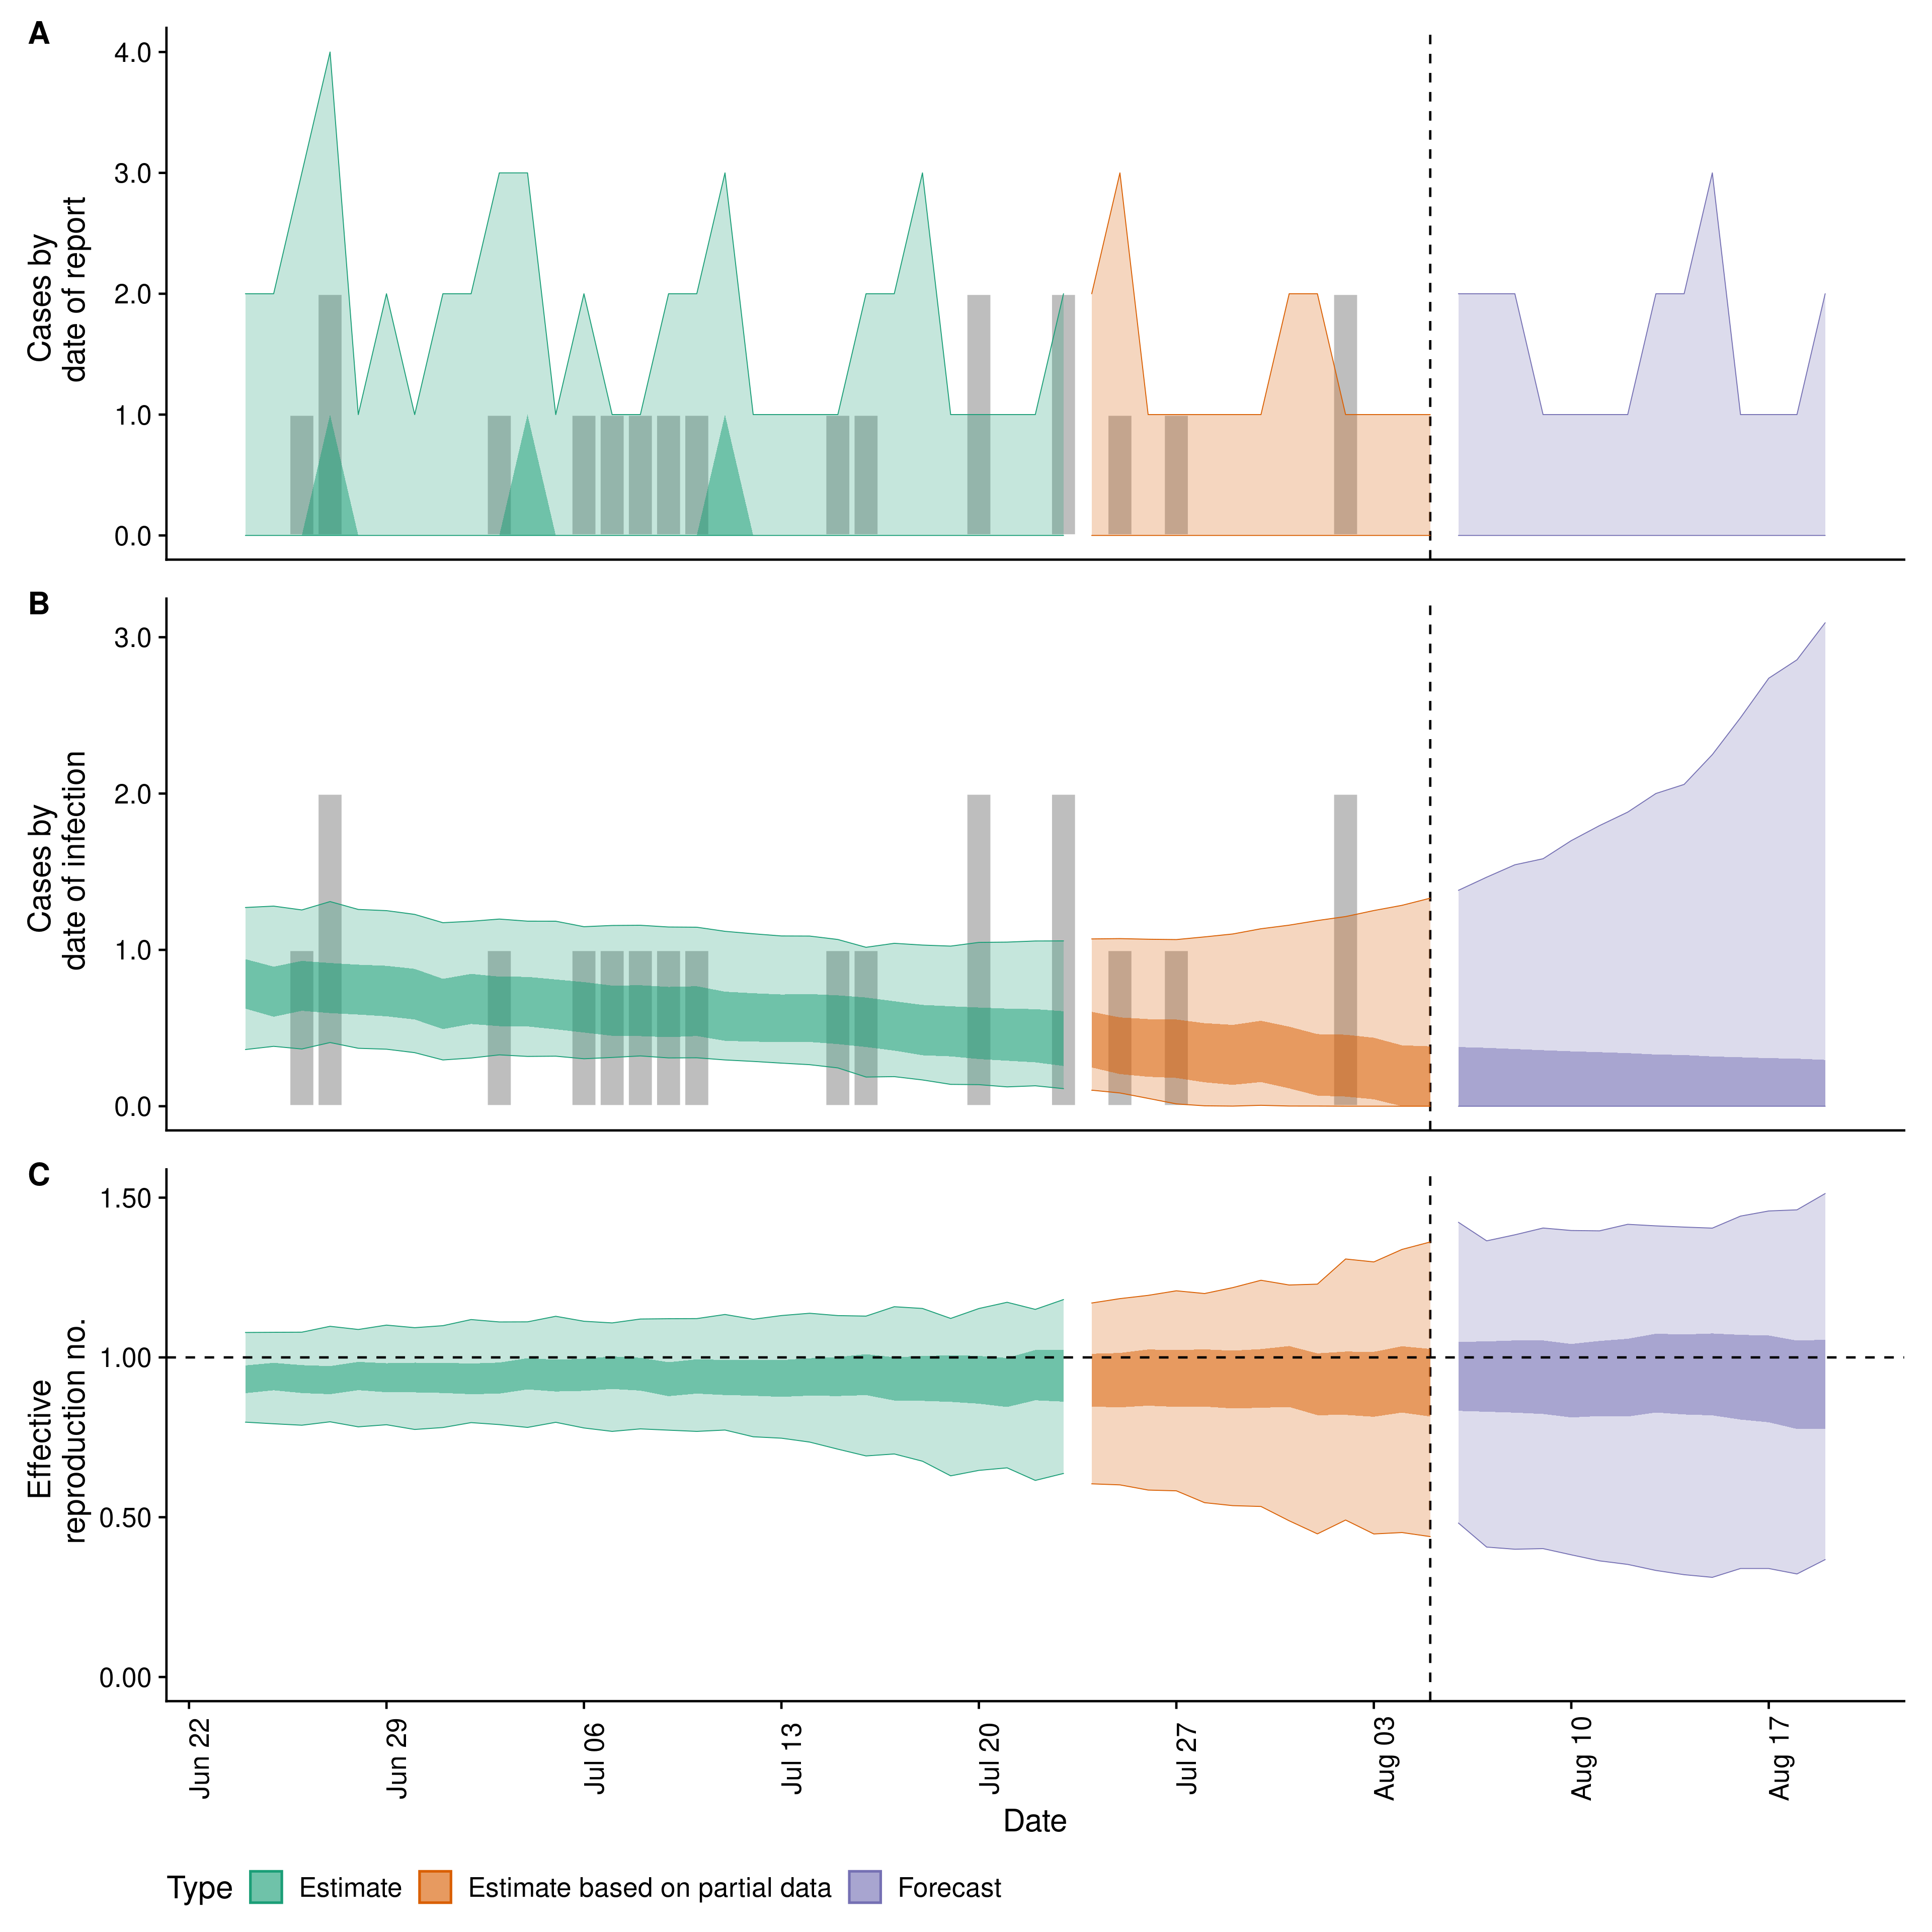 A
Cases by
date of report
4.0
3.0
2.0
1.0
0.0
B
Cases by
date of infection
3.0
2.0
1.0
0.0
C
Effective
reproduction no.
1.50
1.00
0.50
0.00
Jun 22
Jun 29
Jul 06
Jul 13
Jul 20
Jul 27
Aug 03
Aug 10
Aug 17
Date
Type
Estimate
Estimate based on partial data
Forecast